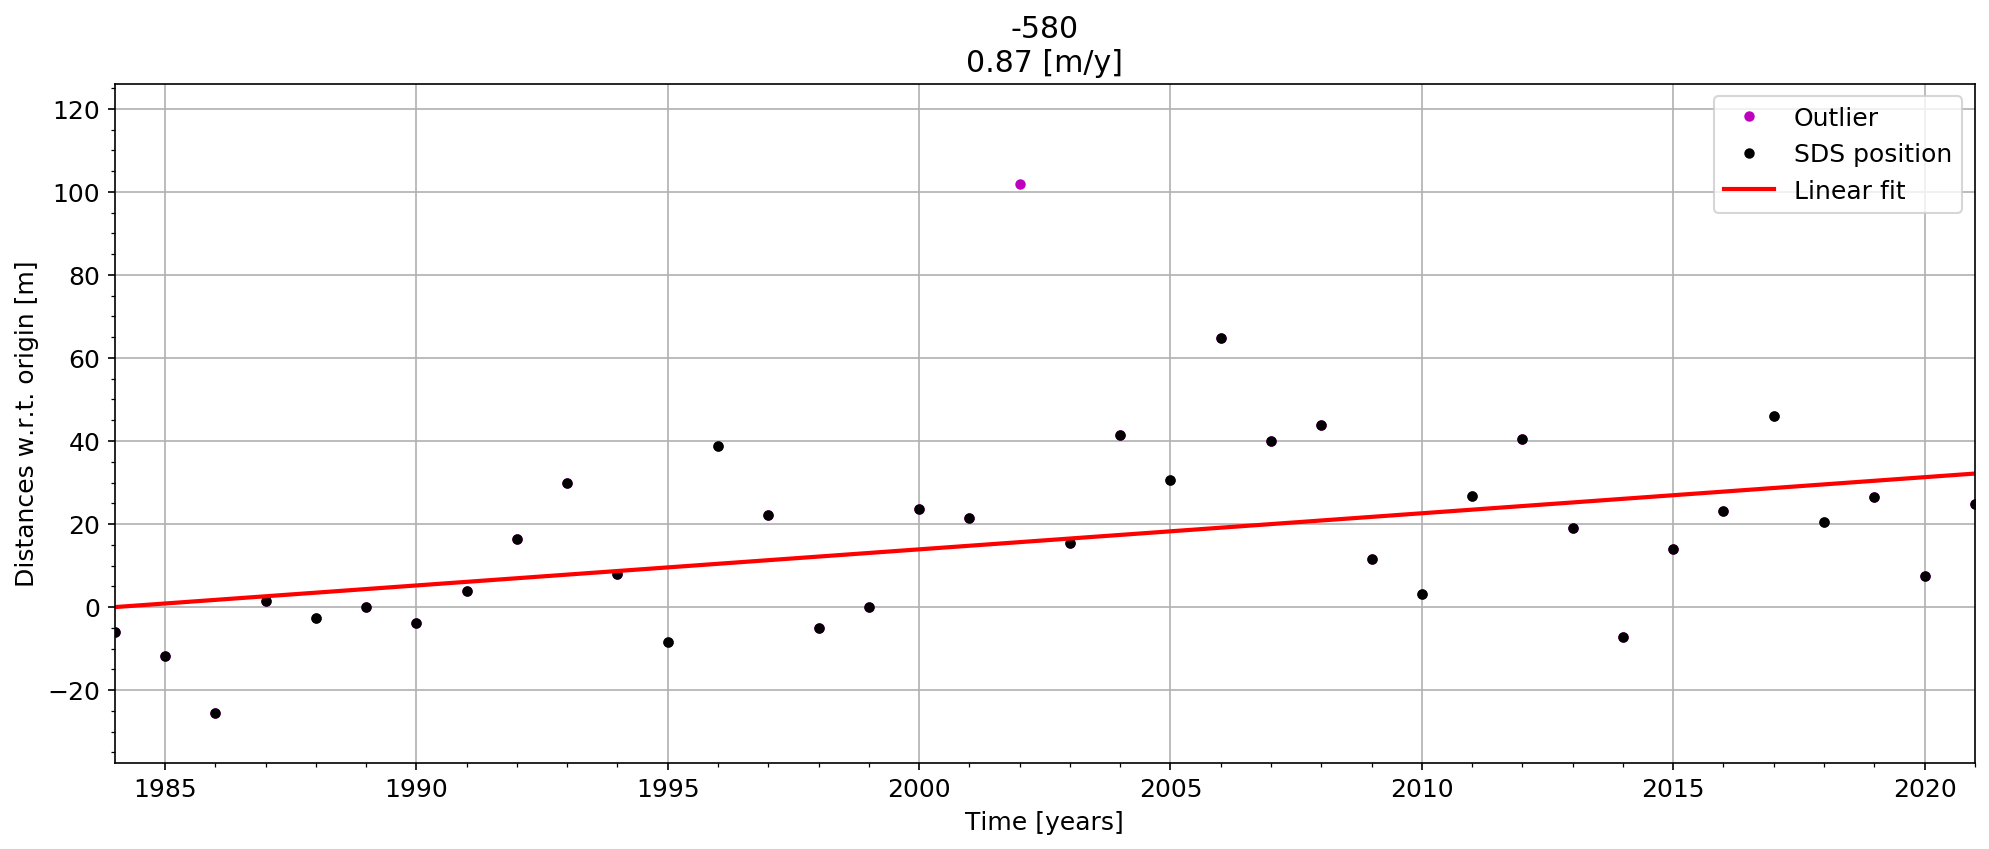 -580
0.87 [m/y]
Distances w.r.t. origin [m]
120
100
80
60
40
20
0
−20
Outlier
SDS position
Linear fit
1985 1990 1995 2000 2005 2010 2015 2020
Time [years]